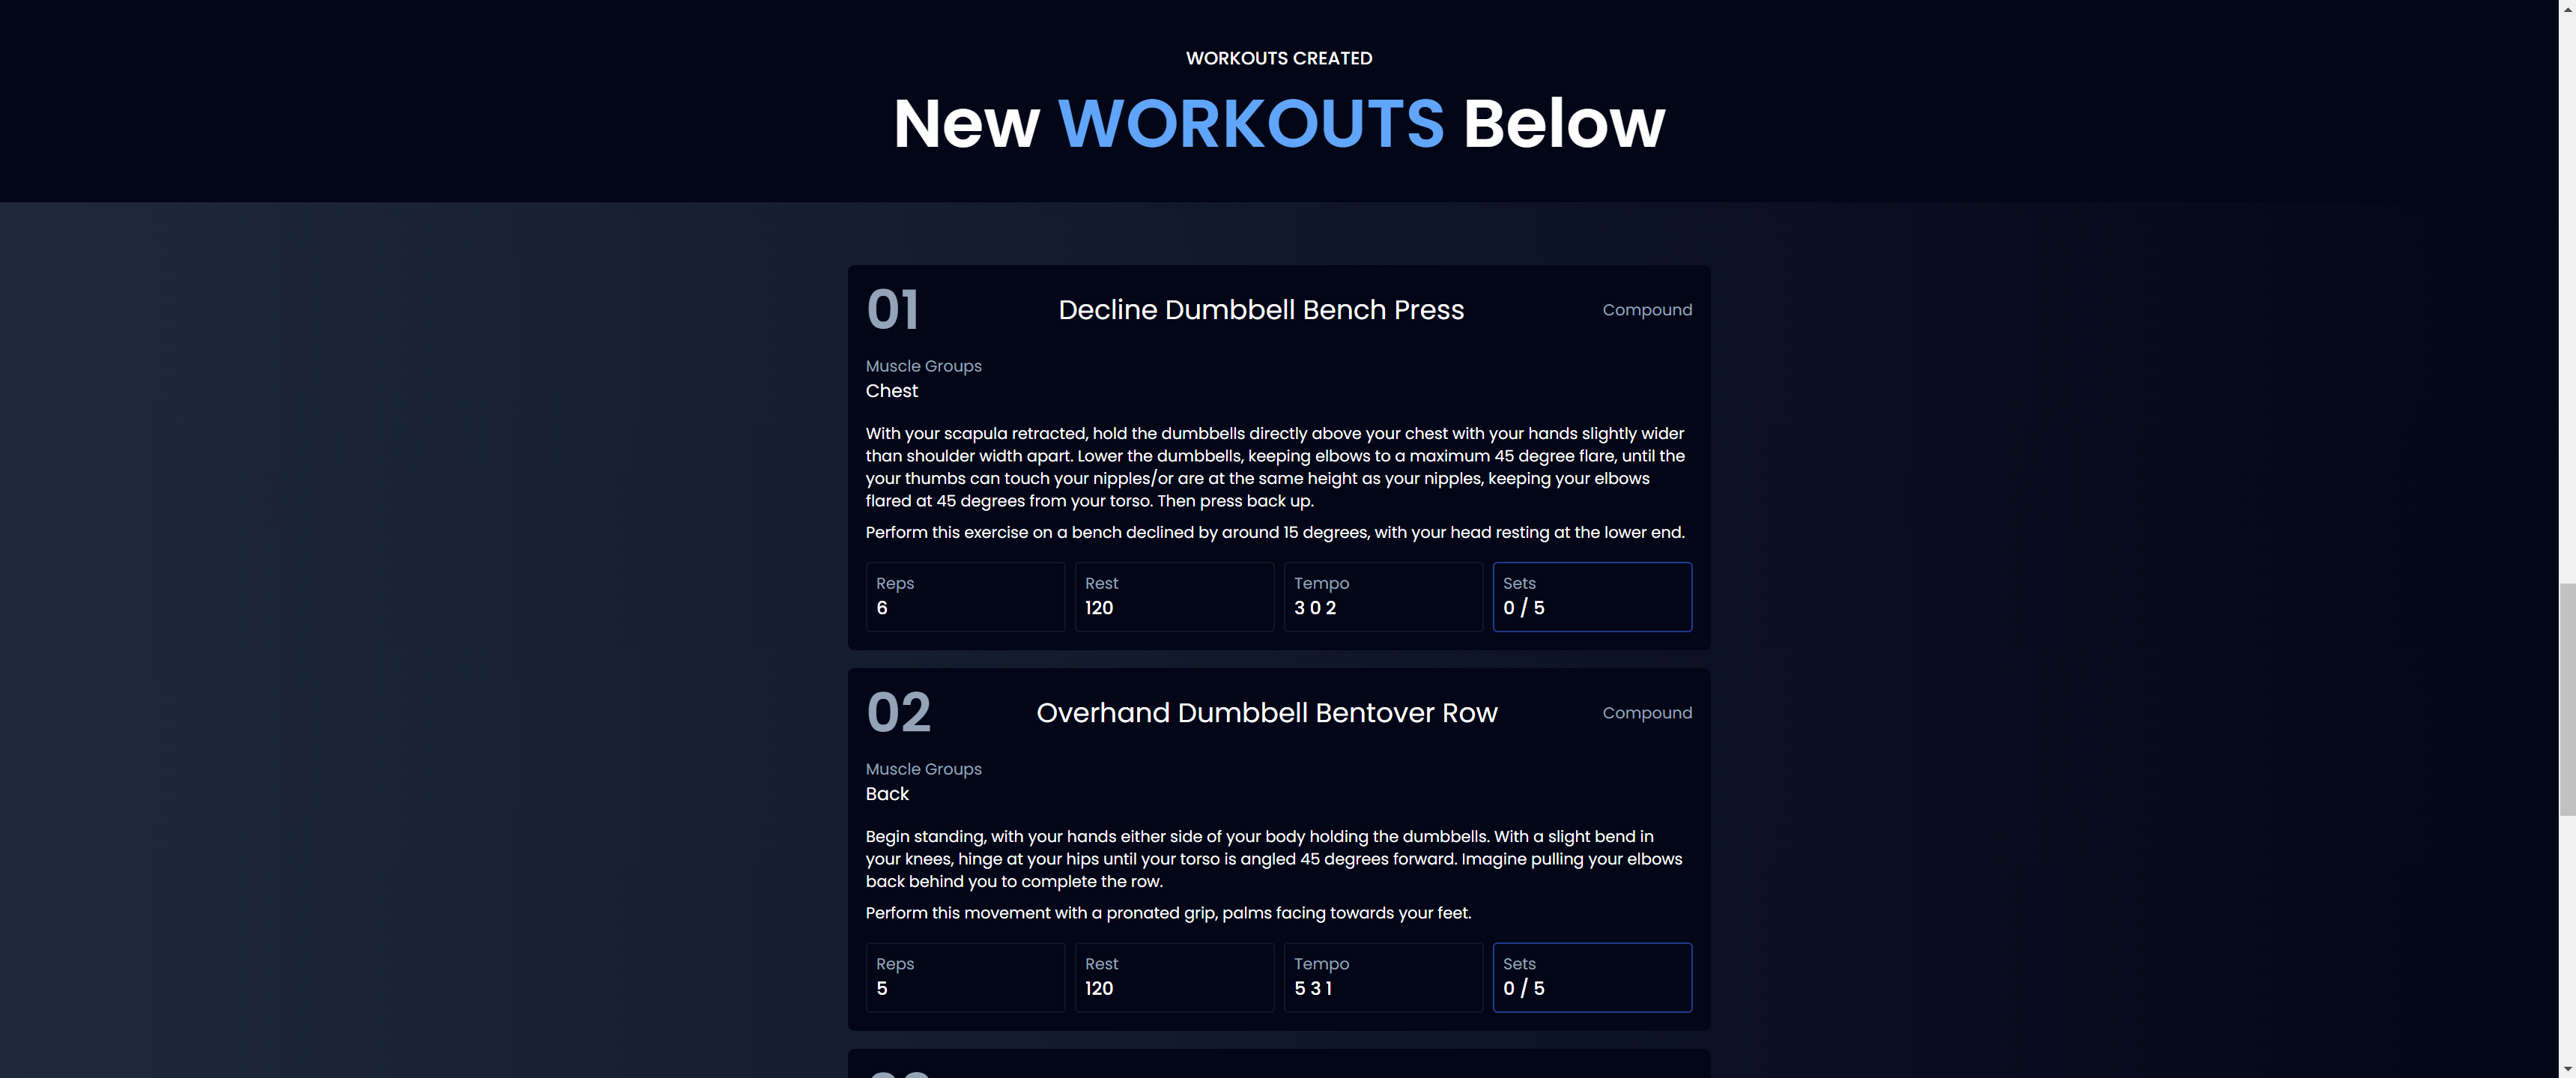 WORKOUTS CREATED
New WORKOUTS Below
01
Decline Dumbbell Bench Press
Compound
Muscle Groups
Chest
With your scapula retracted, hold the dumbbells directly above your chest with your hands slightly wider
than shoulder width apart. Lower the dumbbells, keeping elbows to a maximum 45 degree flare, until the
your thumbs can touch your nipples/or are at the same height as your nipples, keeping your elbows
flared at 45 degrees from your torso. Then press back up.
Perform this exercise on a bench declined by around 15 degrees, with your head resting at the lower end.
Reps
6
Rest
120
Tempo
3 0 2
Sets
0 / 5
02
Overhand Dumbbell Bentover Row
Compound
Muscle Groups
Back
Begin standing, with your hands either side of your body holding the dumbbells. With a slight bend in
your knees, hinge at your hips until your torso is angled 45 degrees forward. Imagine pulling your elbows
back behind you to complete the row.
Perform this movement with a pronated grip, palms facing towards your feet.
Reps
5
Rest
120
Tempo
5 3 1
Sets
0 / 5